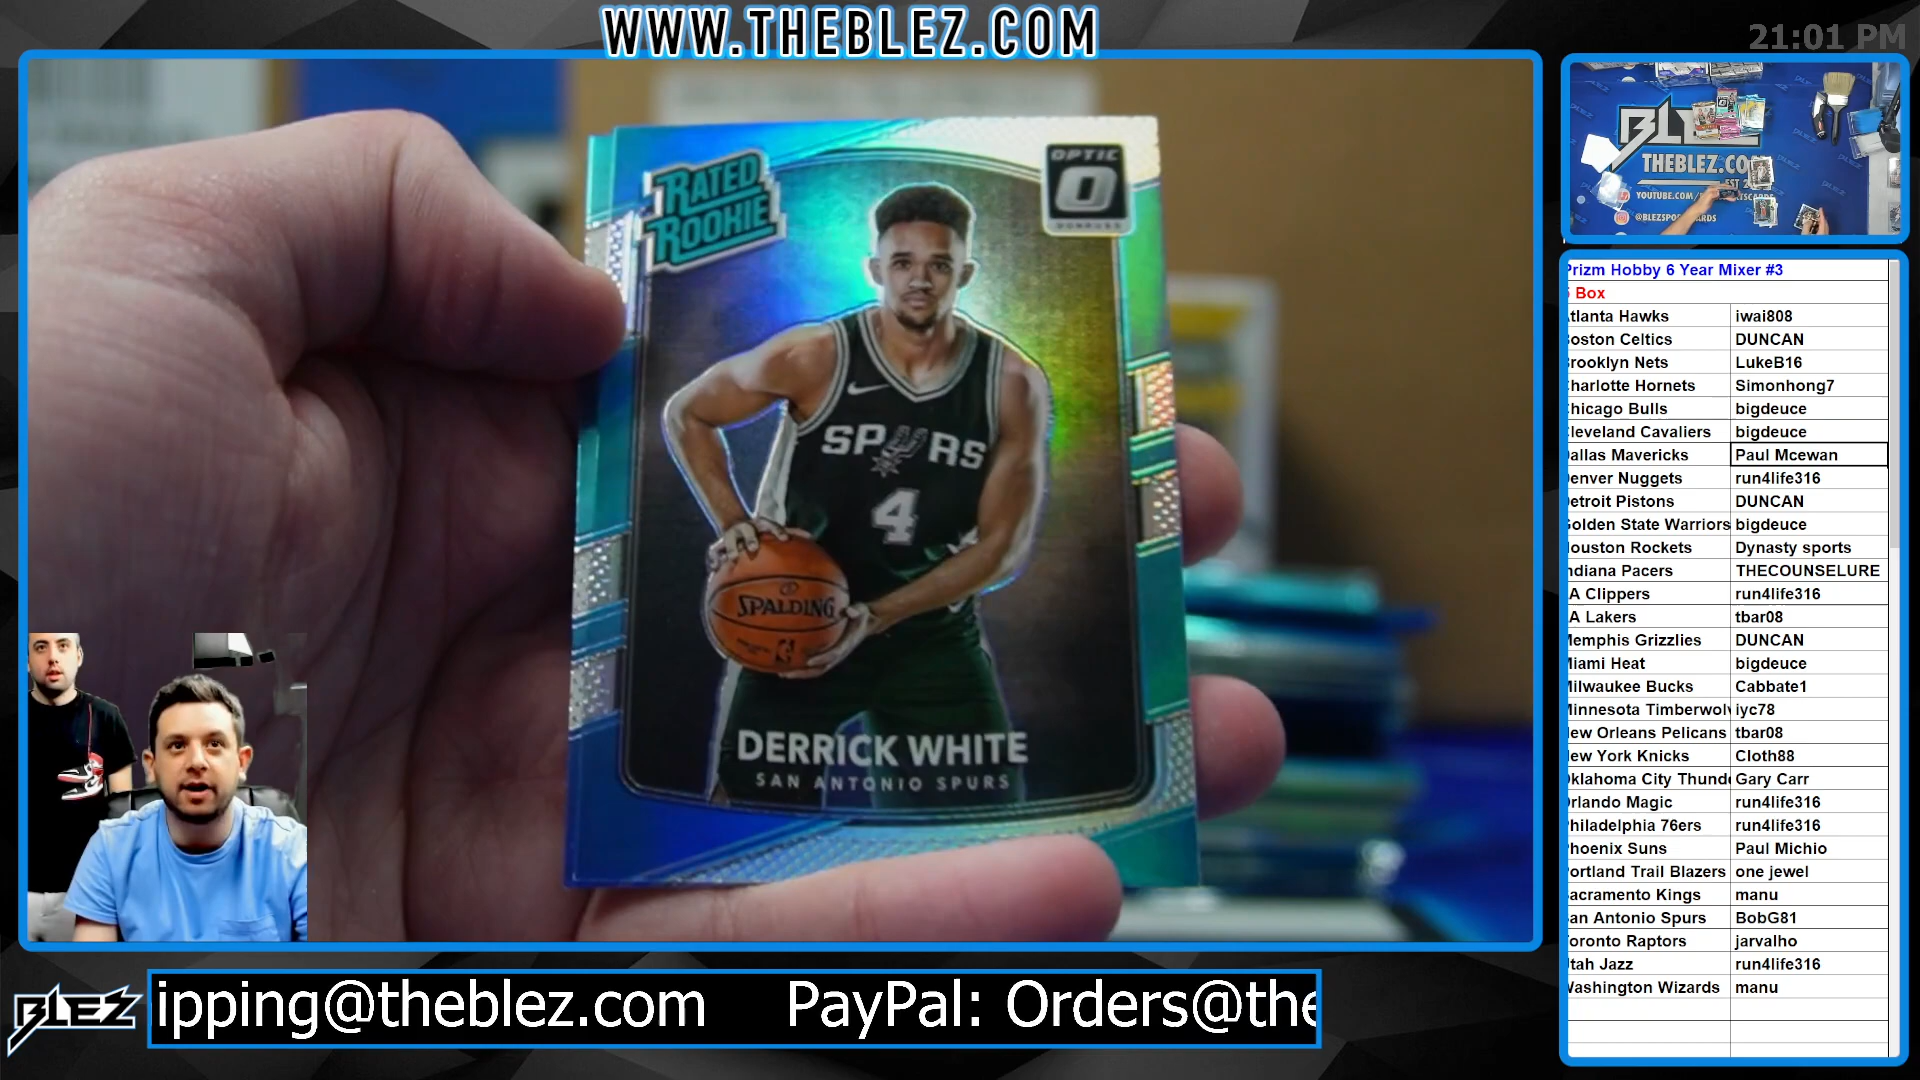 WWW.THEBLEZ.COM
21:01 PM
RATED
ROOKIE
OPTIC
DONRUSS
SPURS
4
SPALDING
DERRICK WHITE
SAN ANTONIO SPURS
THEBLEZ.CO
@BLEZSPO
Prizm Hobby 6 Year Mixer #3
Box
tlanta Hawks iwai808
oston Celtics DUNCAN
rooklyn Nets LukeB16
harlotte Hornets Simonhong7
hicago Bulls bigdeuce
leveland Cavaliers bigdeuce
allas Mavericks Paul Mcewan
enver Nuggets run4life316
etroit Pistons DUNCAN
olden State Warriors bigdeuce
ouston Rockets Dynasty sports
ndiana Pacers THECOUNSELURE
A Clippers run4life316
A Lakers tbar08
emphis Grizzlies DUNCAN
iami Heat bigdeuce
ilwaukee Bucks Cabbate1
innesota Timberwolv iyc78
ew Orleans Pelicans tbar08
ew York Knicks Cloth88
klahoma City Thund Gary Carr
rlando Magic run4life316
hiladelphia 76ers run4life316
hoenix Suns Paul Michio
ortland Trail Blazers one jewel
acramento Kings manu
an Antonio Spurs BobG81
oronto Raptors jarvalho
tah Jazz run4life316
ashington Wizards manu
BLEZ
ipping@theblez.com PayPal: Orders@the